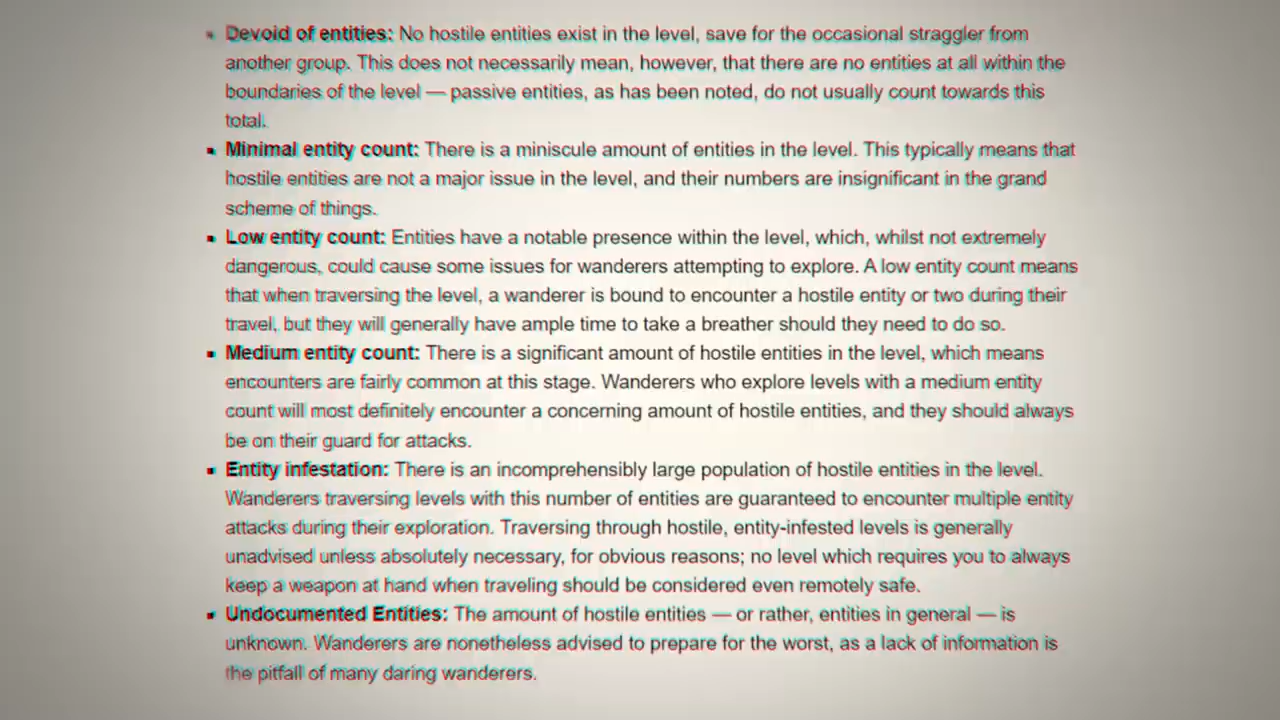 Devoid of entities: No hostile entities exist in the level, save for the occasional straggler from
another group. This does not necessarily mean, however, that there are no entities at all within the
boundaries of the level — passive entities, as has been noted, do not usually count towards this
total.
Minimal entity count: There is a miniscule amount of entities in the level. This typically means that
hostile entities are not a major issue in the level, and their numbers are insignificant in the grand
scheme of things.
Low entity count: Entities have a notable presence within the level, which, whilst not extremely
dangerous, could cause some issues for wanderers attempting to explore. A low entity count means
that when traversing the level, a wanderer is bound to encounter a hostile entity or two during their
travel, but they will generally have ample time to take a breather should they need to do so.
Medium entity count: There is a significant amount of hostile entities in the level, which means
encounters are fairly common at this stage. Wanderers who explore levels with a medium entity
count will most definitely encounter a concerning amount of hostile entities, and they should always
be on their guard for attacks.
Entity infestation: There is an incomprehensibly large population of hostile entities in the level.
Wanderers traversing levels with this number of entities are guaranteed to encounter multiple entity
attacks during their exploration. Traversing through hostile, entity-infested levels is generally
unadvised unless absolutely necessary, for obvious reasons; no level which requires you to always
keep a weapon at hand when traveling should be considered even remotely safe.
Undocumented Entities: The amount of hostile entities — or rather, entities in general — is
unknown. Wanderers are nonetheless advised to prepare for the worst, as a lack of information is
the pitfall of many daring wanderers.